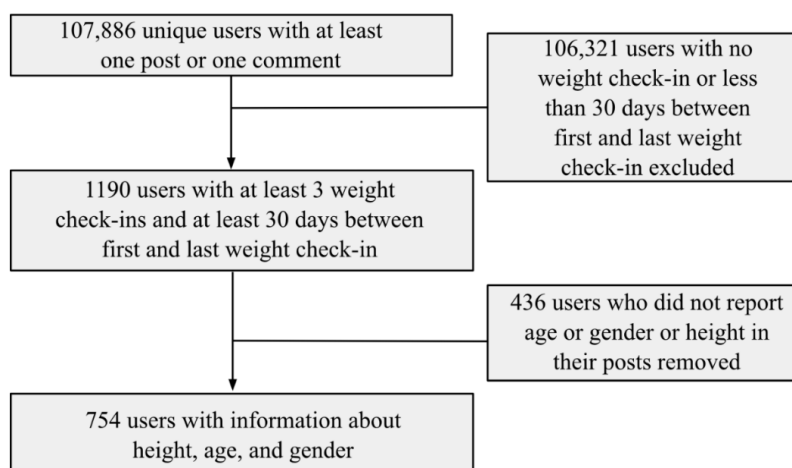 107,886 unique users with at least
one post or one comment
106,321 users with no
weight check-in or less
than 30 days between
first and last weight
check-in excluded
1190 users with at least 3 weight
check-ins and at least 30 days between
first and last weight check-in
436 users who did not report
age or gender or height in
their posts removed
754 users with information about
height, age, and gender